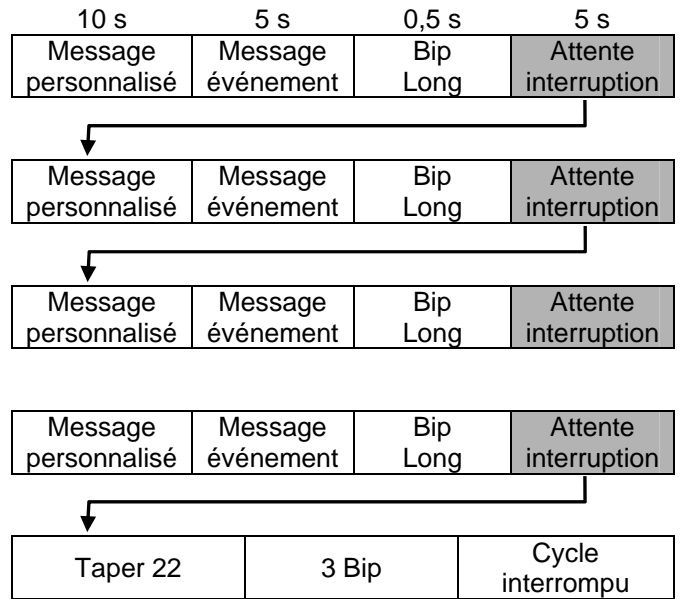 10 s 5 s 0,5 s 5 s
Message Message Bip Attente
personnalisé événement Long interruption
Message Message Bip Attente
personnalisé événement Long interruption
Message Message Bip Attente
personnalisé événement Long interruption
Message Message Bip Attente
personnalisé événement Long interruption
Taper 22 3 Bip Cycle
interrompu